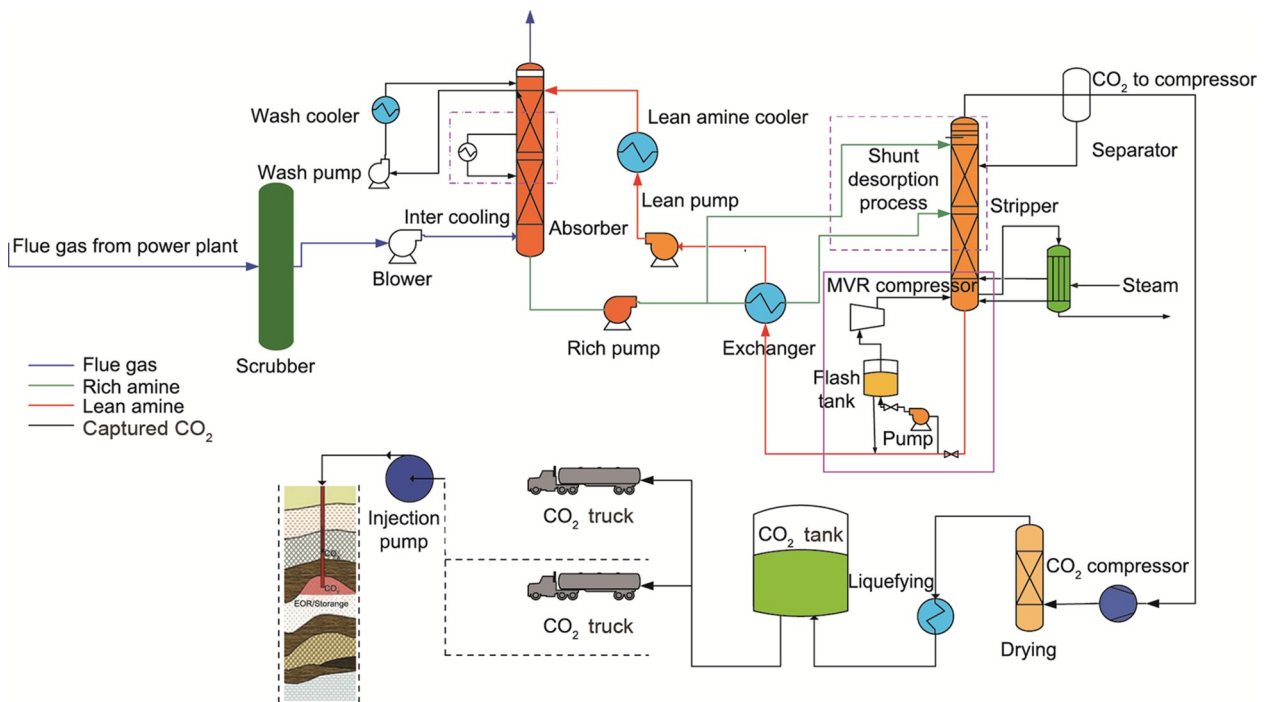 CO2 to compressor
Wash cooler
Lean amine cooler
Separator
Shunt
desorption
process
Wash pump
Lean pump
Stripper
Inter cooling
Absorber
Flue gas from power plant
Blower
MVR compressor
Steam
Rich pump
Exchanger
Scrubber
Flash
tank
Pump
Flue gas
Rich amine
Lean amine
Captured CO2
Injection
pump
CO2 truck
CO2 tank
Liquefying
CO2 compressor
CO2 truck
Drying
CO2
CO2
EOR/Storange